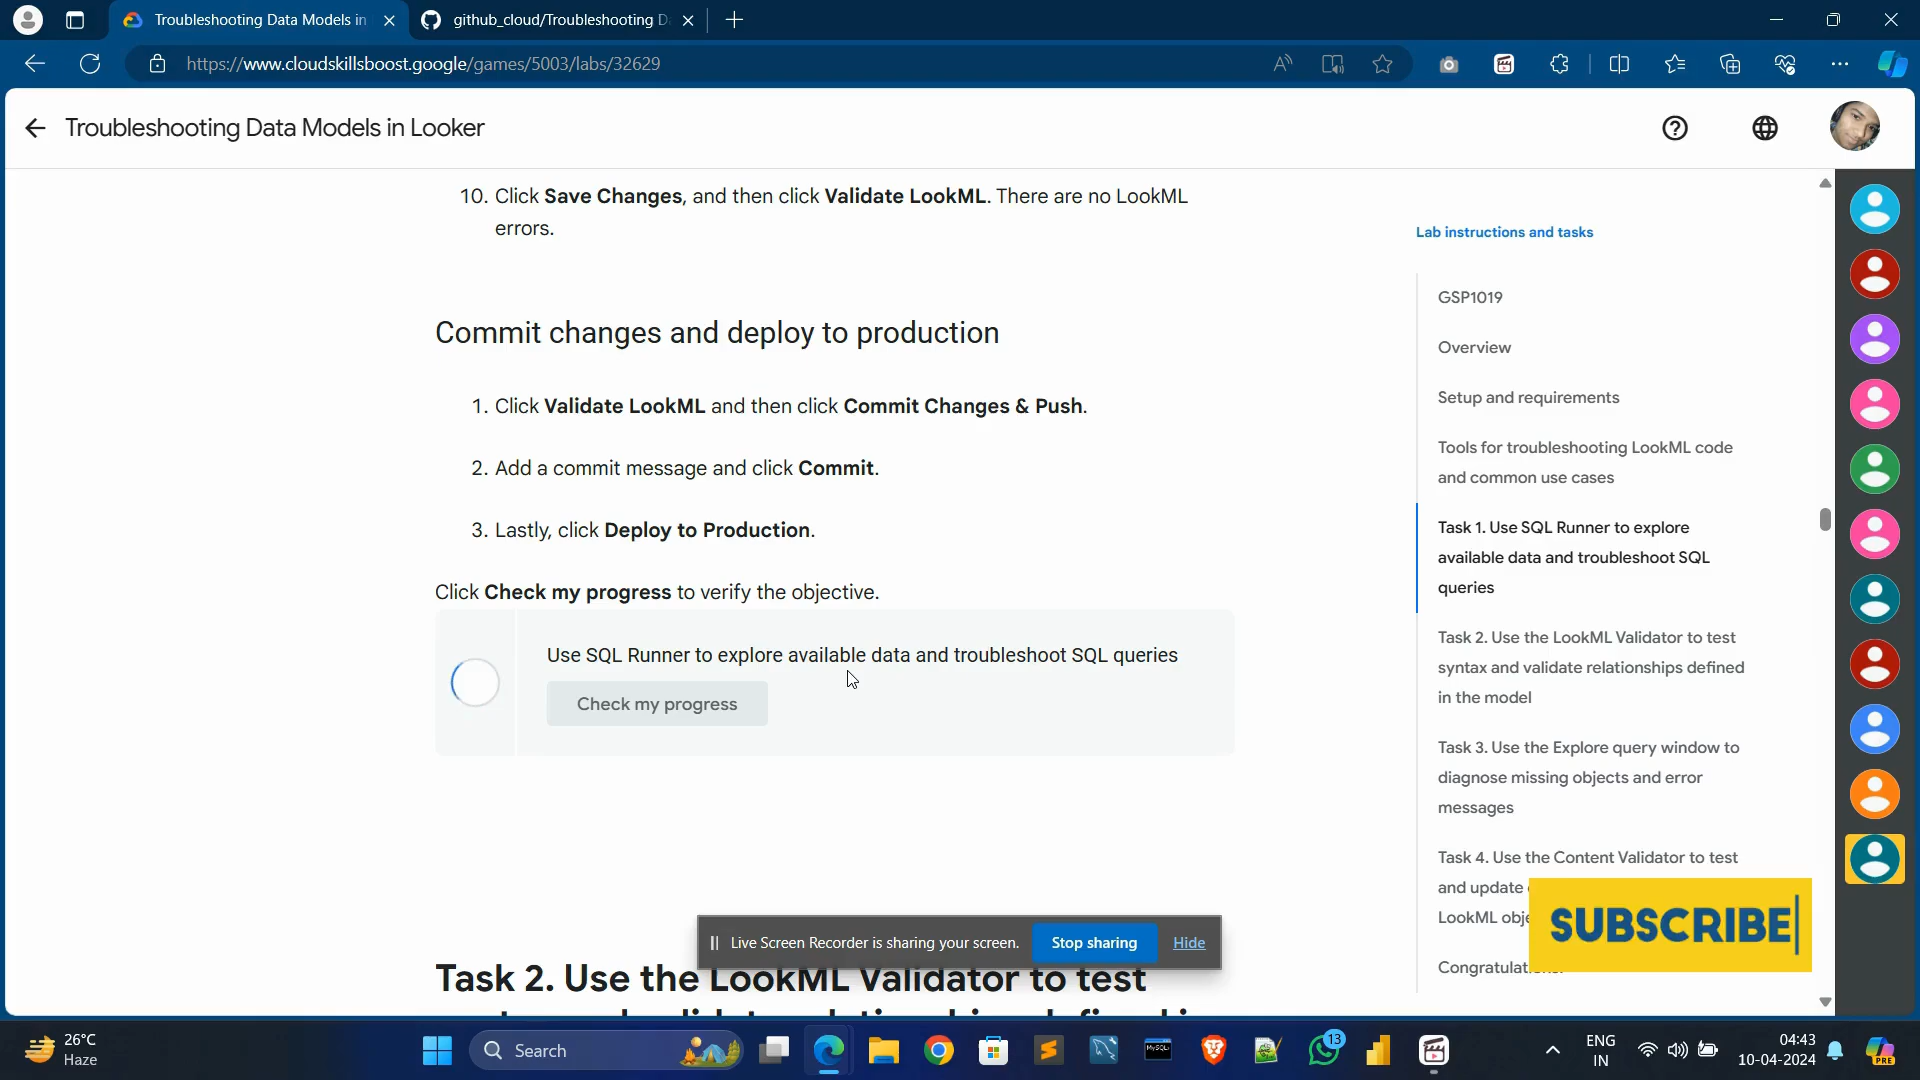 Troubleshooting Data Models in
github_cloud/Troubleshooting D
https://www.cloudskillsboost.google/games/5003/labs/32629
Troubleshooting Data Models in Looker
10. Click Save Changes, and then click Validate LookML. There are no LookML
errors.
Commit changes and deploy to production
1. Click Validate LookML and then click Commit Changes & Push.
2. Add a commit message and click Commit.
3. Lastly, click Deploy to Production.
Click Check my progress to verify the objective.
Use SQL Runner to explore available data and troubleshoot SQL queries
Check my progress
Task 2. Use the LookML Validator to test
Lab instructions and tasks
GSP1019
Overview
Setup and requirements
Tools for troubleshooting LookML code
and common use cases
Task 1. Use SQL Runner to explore
available data and troubleshoot SQL
queries
Task 2. Use the LookML Validator to test
syntax and validate relationships defined
in the model
Task 3. Use the Explore query window to
diagnose missing objects and error
messages
Task 4. Use the Content Validator to test
and update
LookML obje
SUBSCRIBE
Live Screen Recorder is sharing your screen.
Stop sharing
Hide
26°C
Haze
Search
MySQL
13
ENG
IN
04:43
10-04-2024
PRE